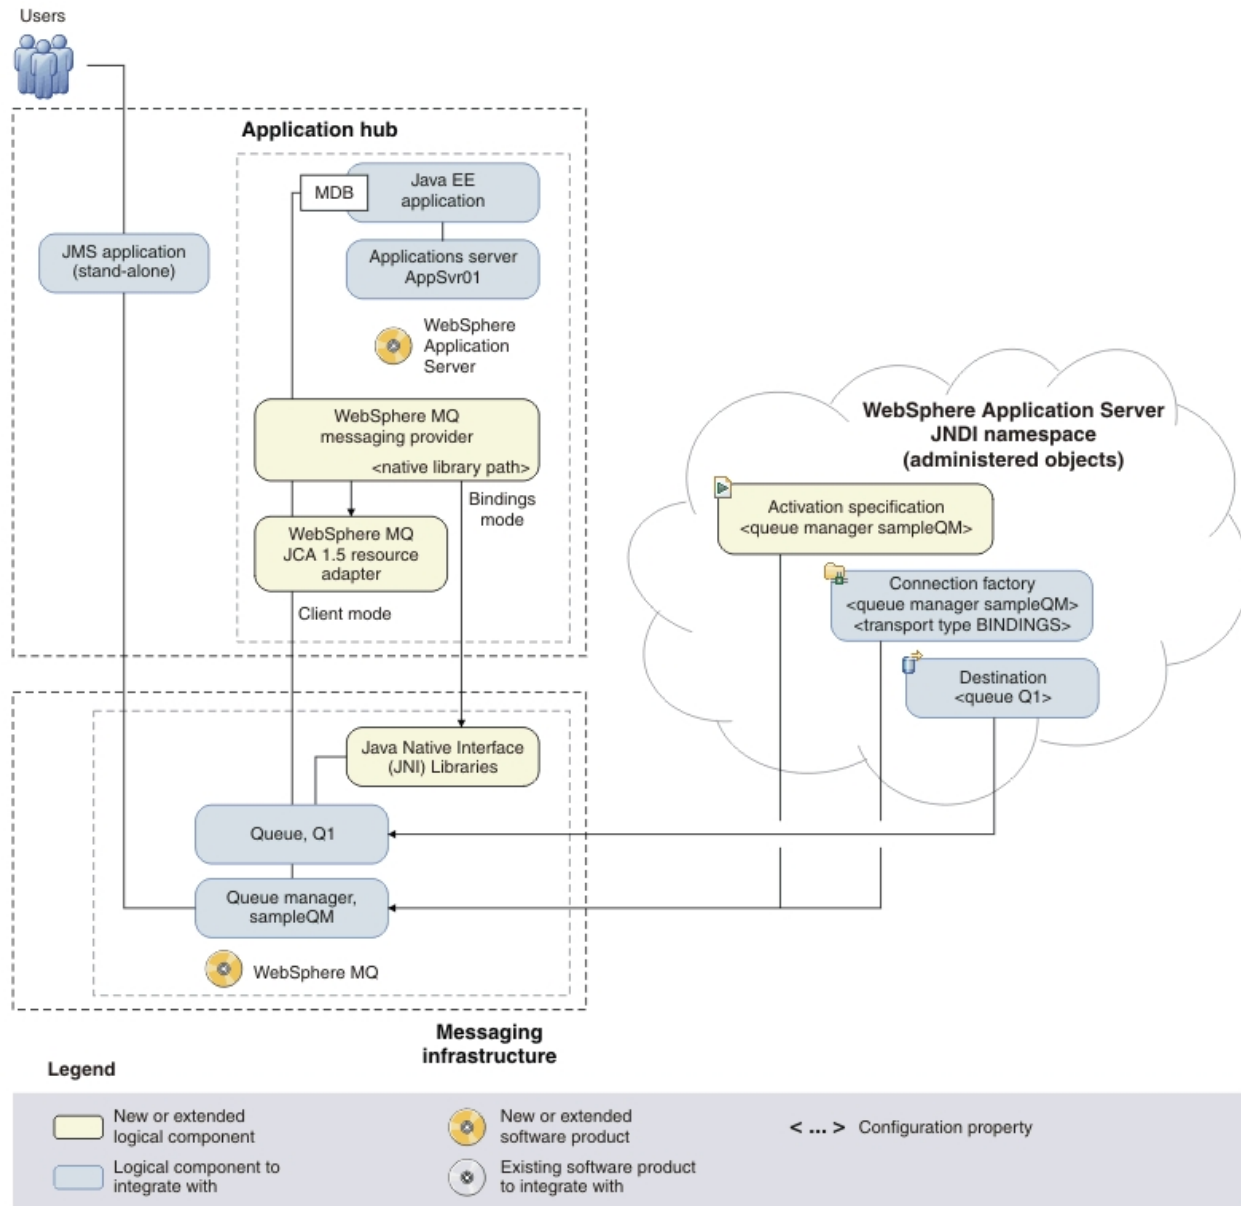 Users
Application hub
MDB
Java EE
application
JMS application
(stand-alone)
Applications server
AppSvr01
WebSphere
Application
Server
WebSphere MQ
messaging provider
<native library path>
Bindings
mode
WebSphere MQ
JCA 1.5 resource
adapter
Client mode
WebSphere Application Server
JNDI namespace
(administered objects)
Activation specification
<queue manager sampleQM>
Connection factory
<queue manager sampleQM>
<transport type BINDINGS>
Destination
<queue Q1>
Java Native Interface
(JNI) Libraries
Queue, Q1
Queue manager,
sampleQM
WebSphere MQ
Messaging
infrastructure
Legend
New or extended
logical component
New or extended
software product
< ... > Configuration property
Logical component to
integrate with
Existing software product
to integrate with